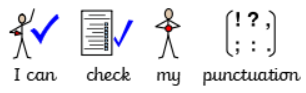 ! ? ,
; : .
I can check my punctuation